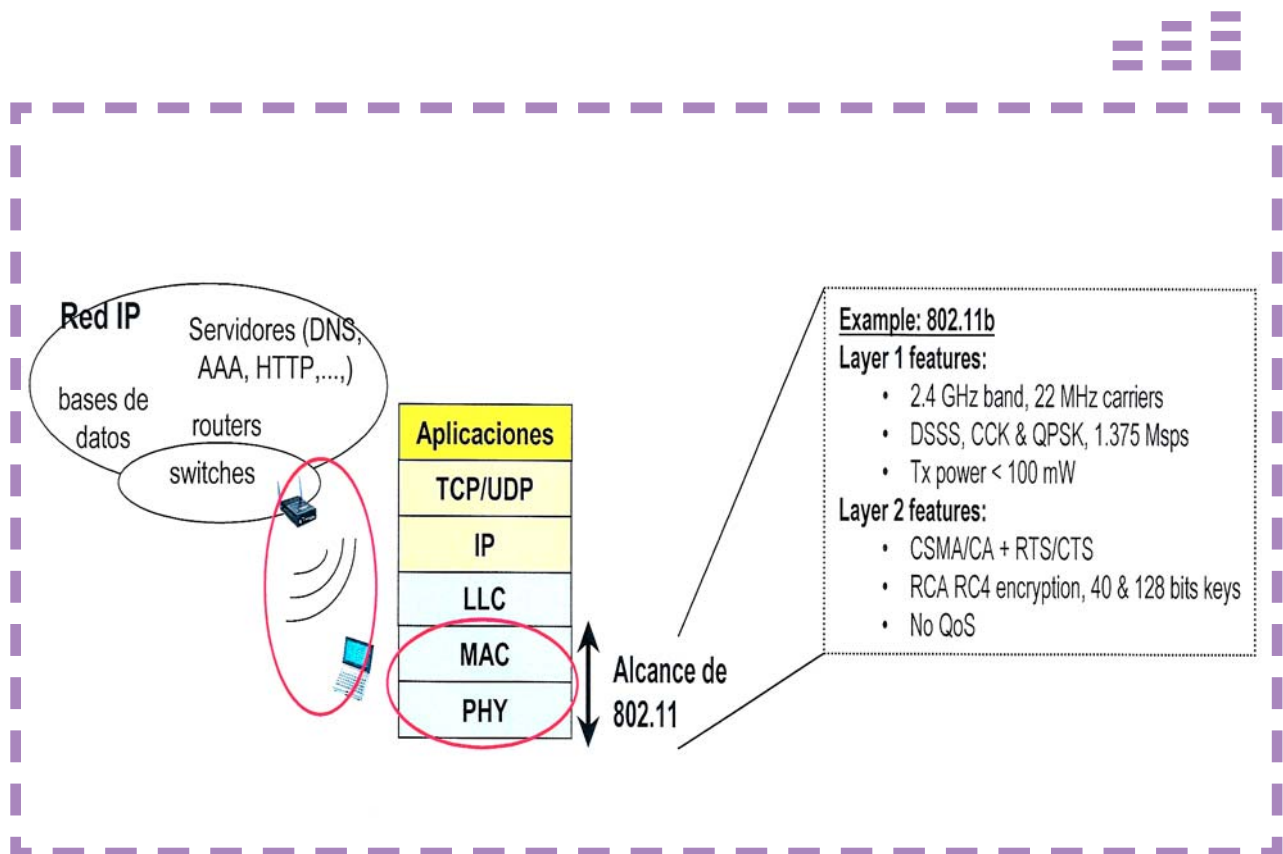 Red IP
Servidores (DNS,
AAA, HTTP,...,)
bases de
datos
routers
switches
Aplicaciones
TCP/UDP
IP
LLC
MAC
PHY
Alcance de
802.11
Example: 802.11b
Layer 1 features:
• 2.4 GHz band, 22 MHz carriers
• DSSS, CCK & QPSK, 1.375 Msps
• Tx power < 100 mW
Layer 2 features:
• CSMA/CA + RTS/CTS
• RCA RC4 encryption, 40 & 128 bits keys
• No QoS